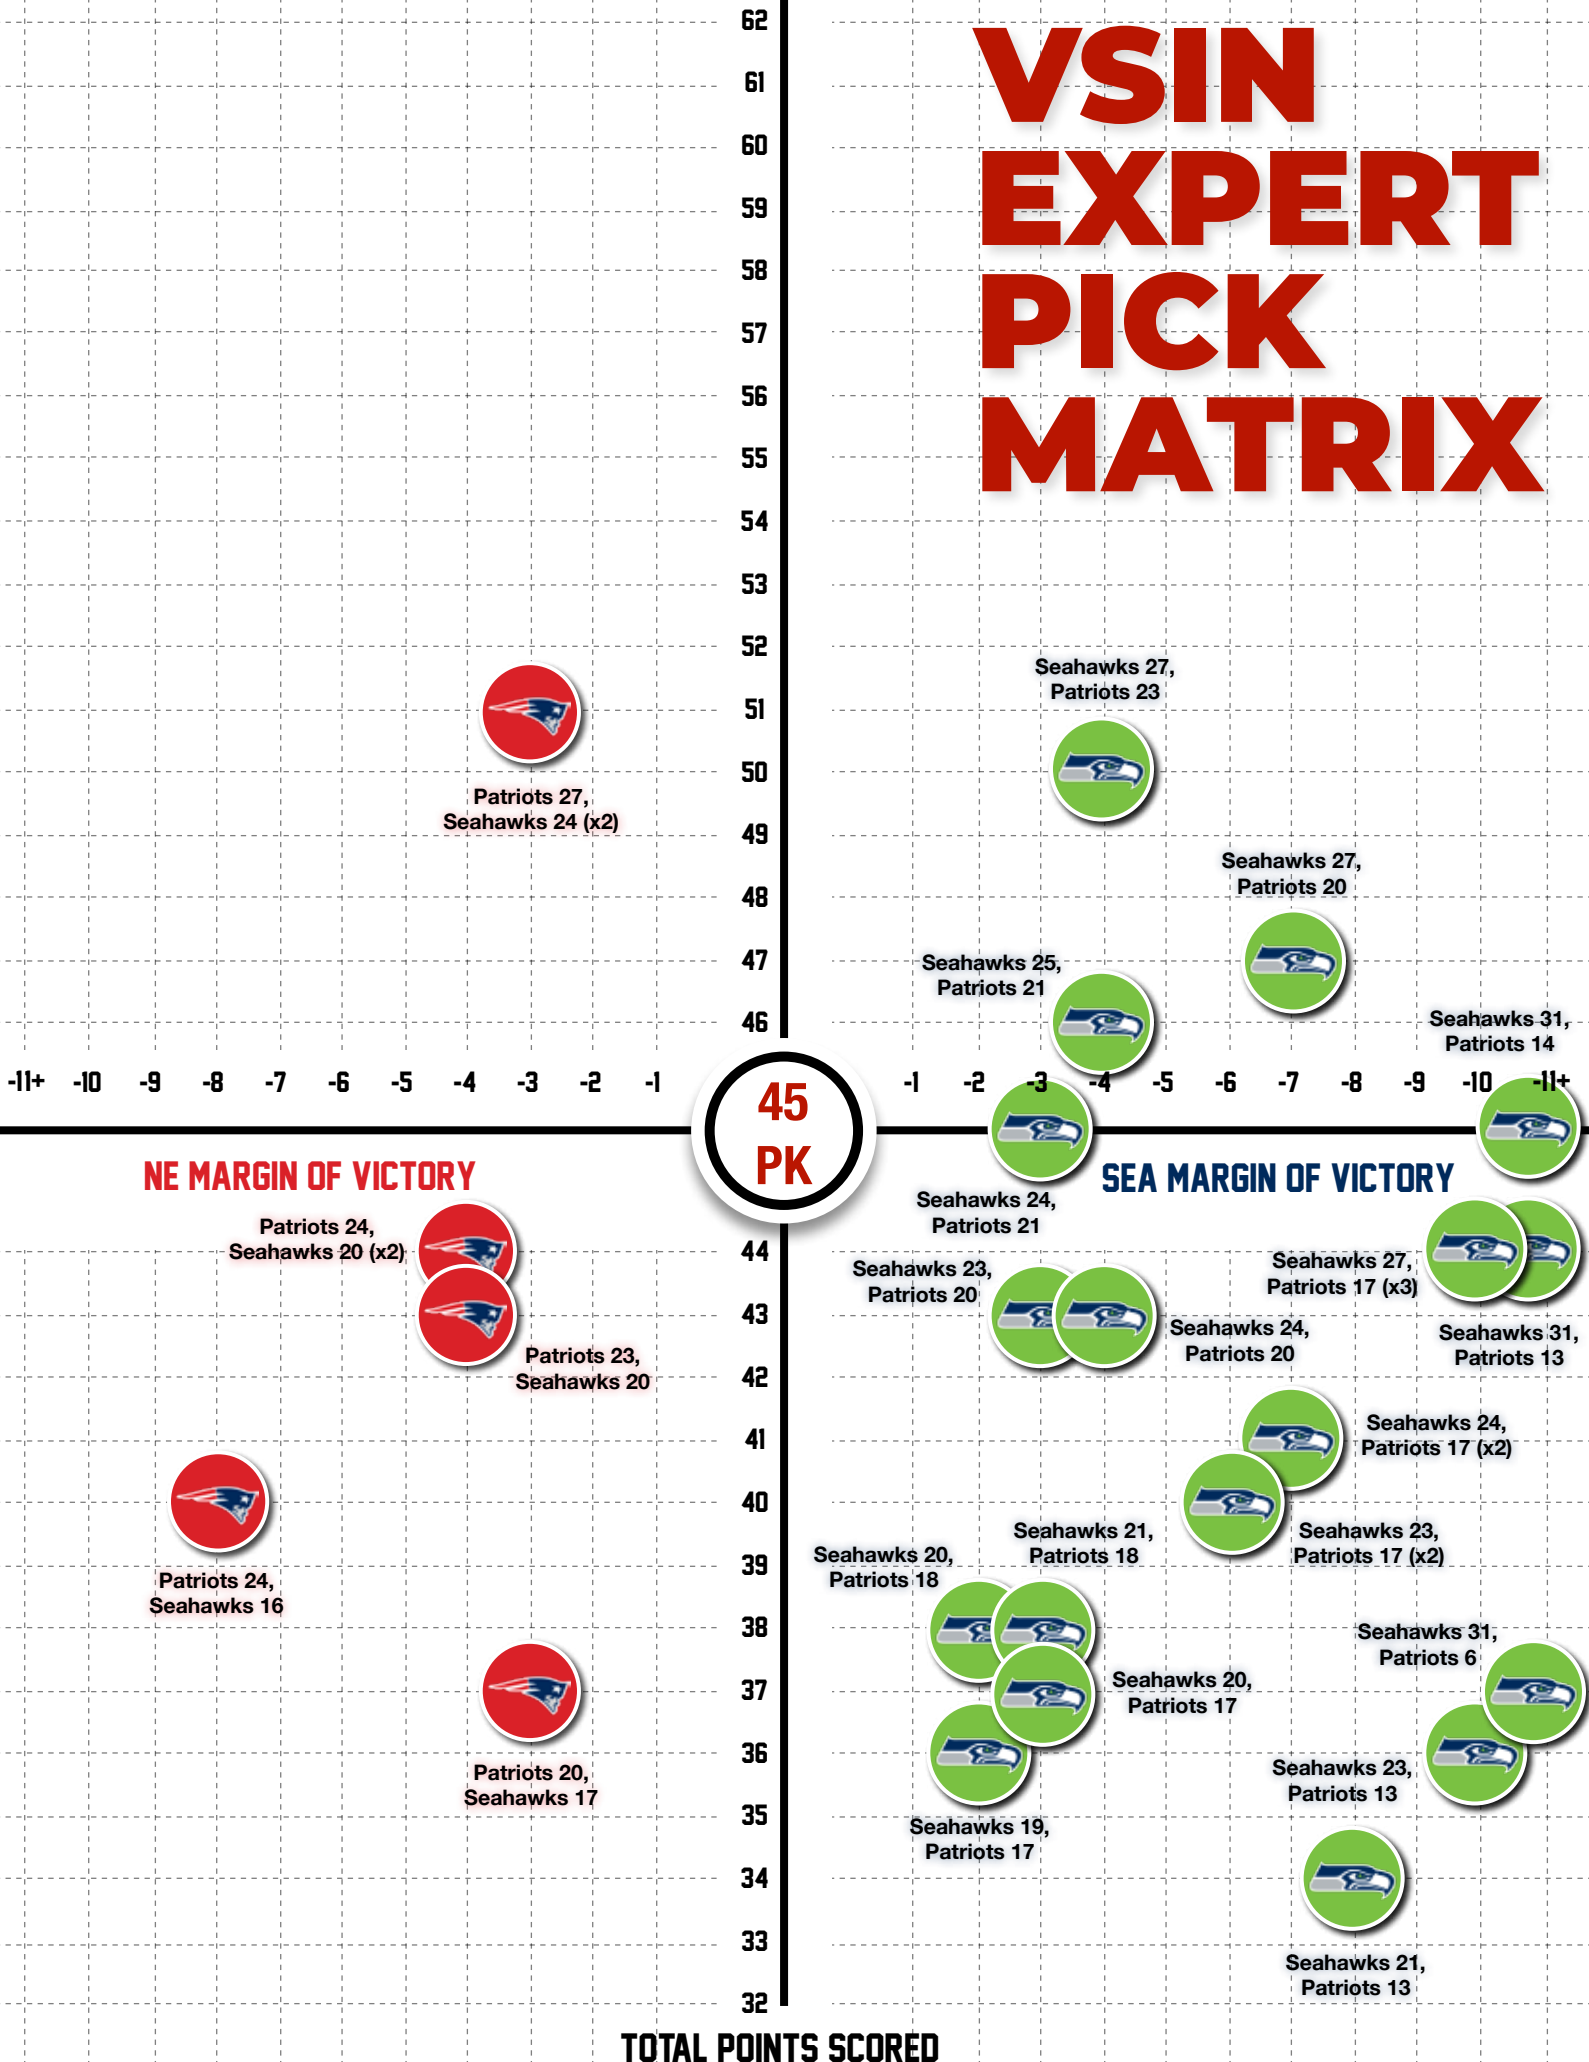 VSIN
EXPERT
PICK
MATRIX
62
61
60
59
58
57
56
55
54
53
52
51
50
49
48
47
46
Seahawks 27,
Patriots 23
Patriots 27,
Seahawks 24 (x2)
Seahawks 27,
Patriots 20
Seahawks 25,
Patriots 21
Seahawks 31,
Patriots 14
-11+ -10 -9 -8 -7 -6 -5 -4 -3 -2 -1
45
PK
-1 -2 -3 -4 -5 -6 -7 -8 -9 -10 -11+
NE MARGIN OF VICTORY
SEA MARGIN OF VICTORY
Seahawks 24,
Patriots 21
Patriots 24,
Seahawks 20 (x2)
44
43
42
41
40
39
38
37
36
35
34
33
32
Seahawks 23,
Patriots 20
Seahawks 27,
Patriots 17 (x3)
Seahawks 24,
Patriots 20
Seahawks 31,
Patriots 13
Patriots 23,
Seahawks 20
Seahawks 24,
Patriots 17 (x2)
Seahawks 23,
Patriots 17 (x2)
Seahawks 21,
Patriots 18
Seahawks 20,
Patriots 18
Patriots 24,
Seahawks 16
Seahawks 31,
Patriots 6
Seahawks 20,
Patriots 17
Patriots 20,
Seahawks 17
Seahawks 23,
Patriots 13
Seahawks 19,
Patriots 17
Seahawks 21,
Patriots 13
TOTAL POINTS SCORED